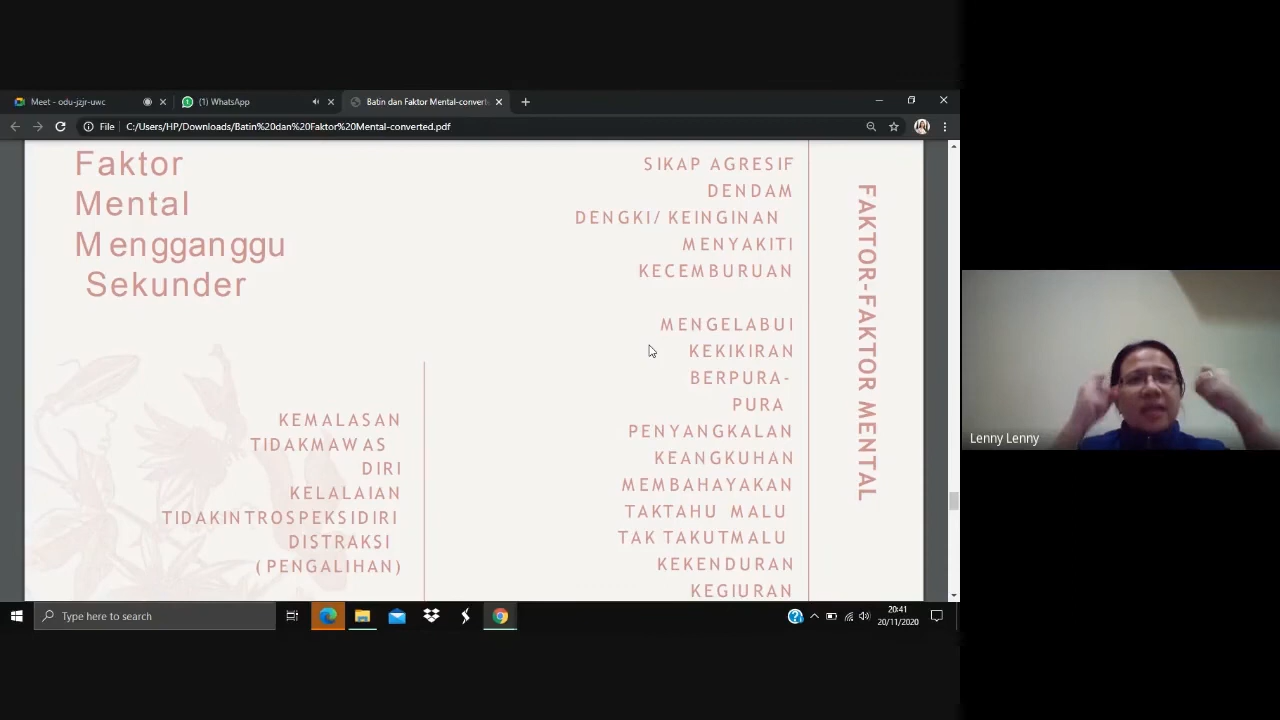 Meet - odu-jzjr-uwc
(1) WhatsApp
Batin dan Faktor Mental-convert
File
C:/Users/HP/Downloads/Batin%20dan%20Faktor%20Mental-converted.pdf
Faktor
Mental
Mengganggu
Sekunder
SIKAP AGRESIF
DENDAM
DENGKI/ KEINGINAN
MENYAKITI
KECEMBURUAN
MENGELABUI
KEKIKIRAN
BERPURA-
PURA
PENYANGKALAN
KEANGKUHAN
MEMBAHAYAKAN
TAKTAHU MALU
TAK TAKUTMALU
KEKENDURAN
KEGIURAN
KEMALASAN
TIDAKMAWAS
DIRI
KELALAIAN
TIDAKINTROSPEKSIDIRI
DISTRAKSI
(PENGALIHAN)
FAKTOR-FAKTOR MENTAL
Lenny Lenny
Type here to search
20:41
20/11/2020